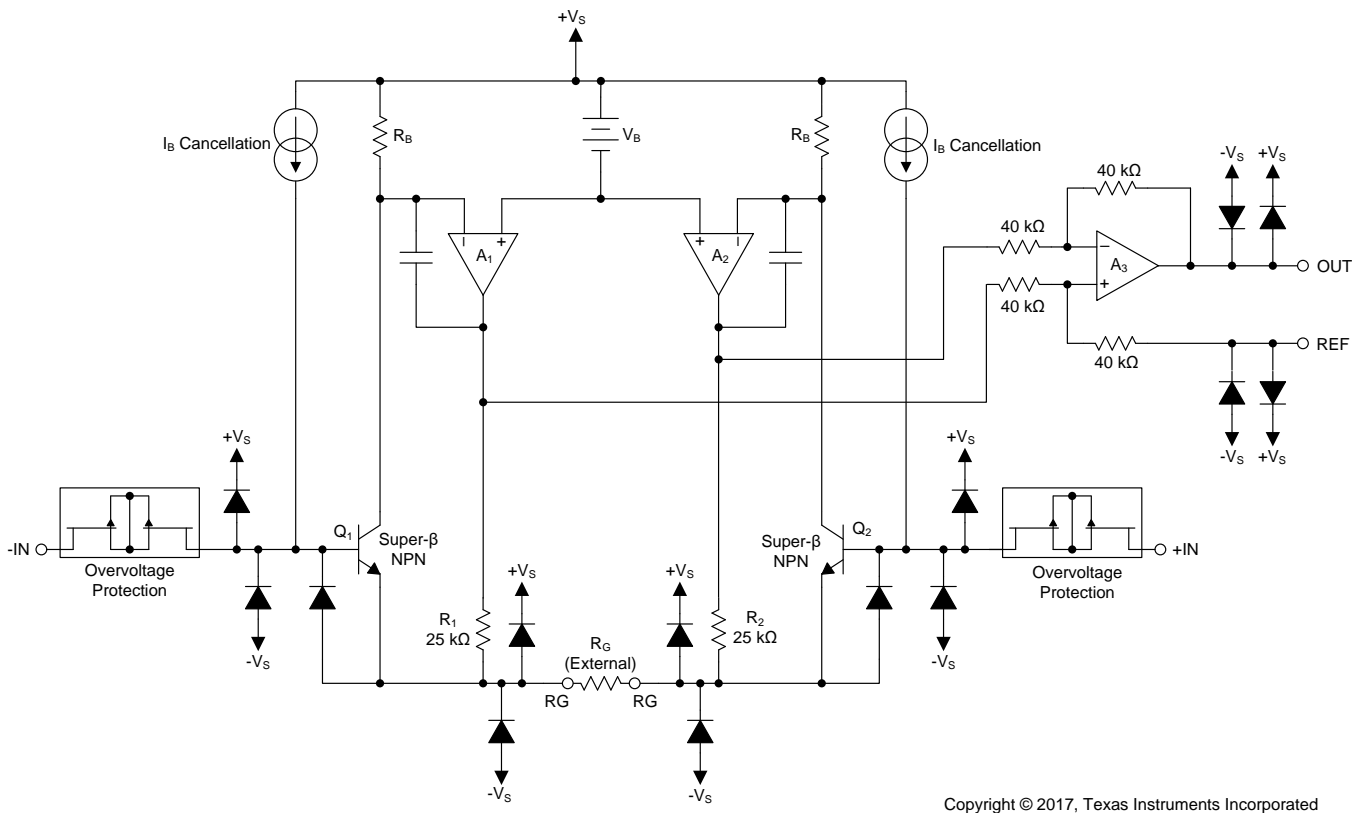 +VS
IB Cancellation
RB
VB
RB
IB Cancellation
-VS
+VS
40 kΩ
40 kΩ
40 kΩ
40 kΩ
A1
A2
A3
−
+
+
−
−
+
OUT
REF
-VS
+VS
+VS
+VS
-IN
Overvoltage
Protection
Q1
Super-β
NPN
Q2
Super-β
NPN
+IN
Overvoltage
Protection
-VS
-VS
+VS
+VS
R1
25 kΩ
R2
25 kΩ
RG
(External)
RG
RG
-VS
-VS
Copyright © 2017, Texas Instruments Incorporated